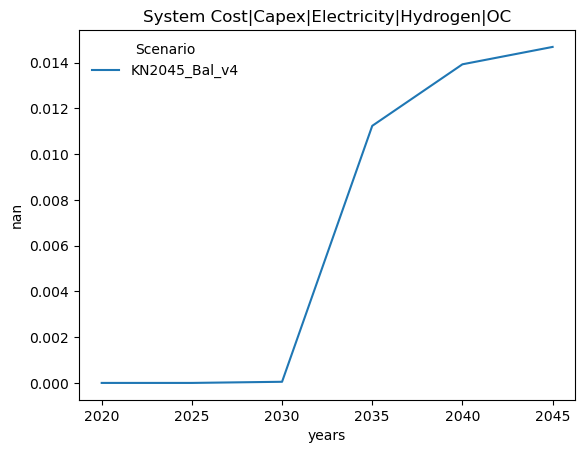 System Cost|Capex|Electricity|Hydrogen|OC
Scenario
KN2045_Bal_v4
0.014
0.012
0.010
0.008
0.006
0.004
0.002
0.000
nan
2020 2025 2030 2035 2040 2045
years